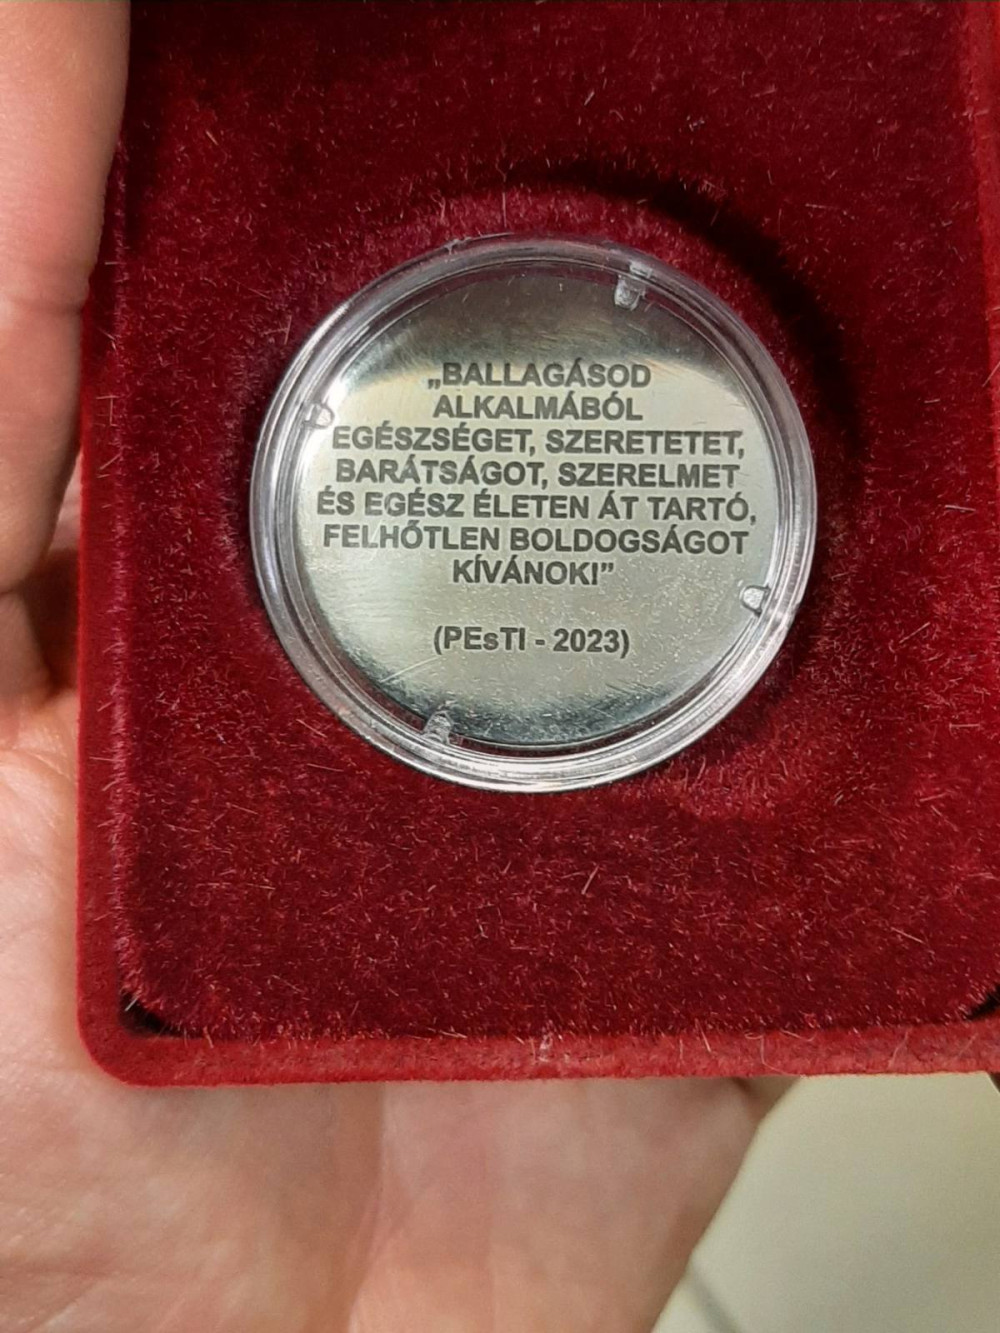 „BALLAGÁSOD
ALKALMÁBÓL
EGÉSZSÉGET, SZERETETET,
BARÁTSÁGOT, SZERELMET
ÉS EGÉSZ ÉLETEN ÁT TARTÓ,
FELHŐTLEN BOLDOGSÁGOT
KÍVÁNOK!”
(PEsTI - 2023)